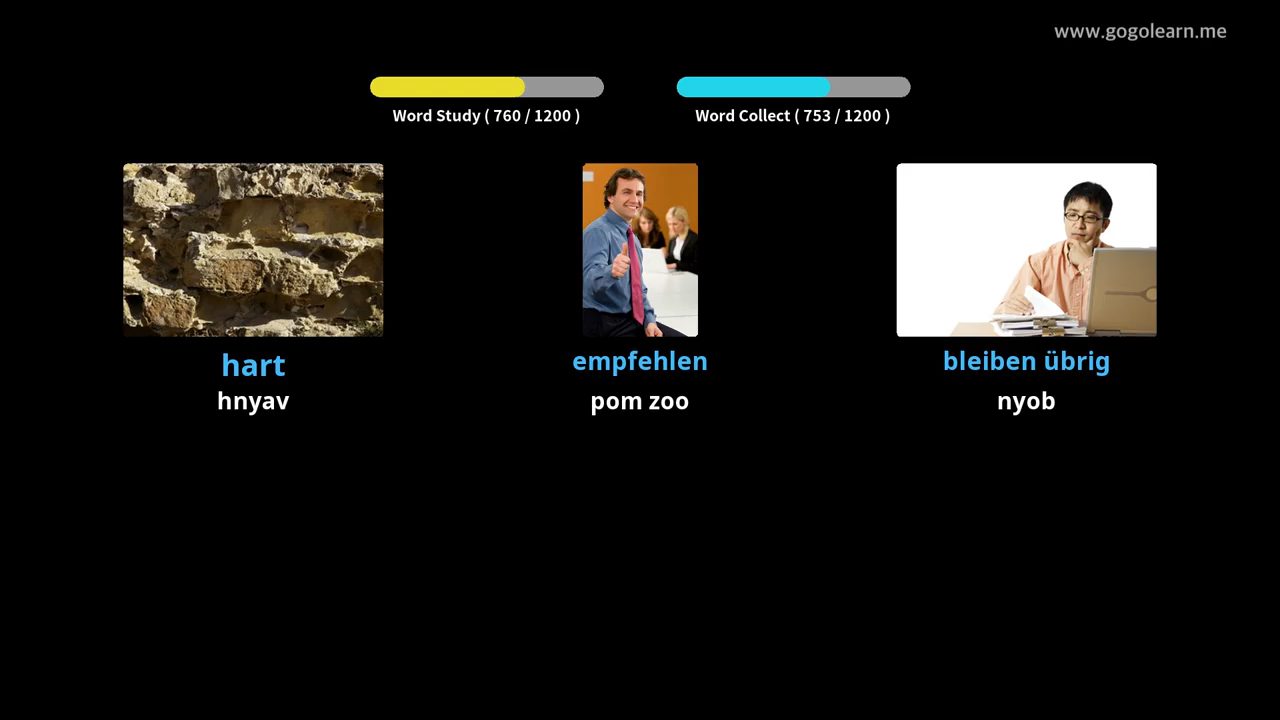 www.gogolearn.me
Word Study ( 760 / 1200 )
Word Collect ( 753 / 1200 )
hart
empfehlen
bleiben übrig
hnyav
pom zoo
nyob